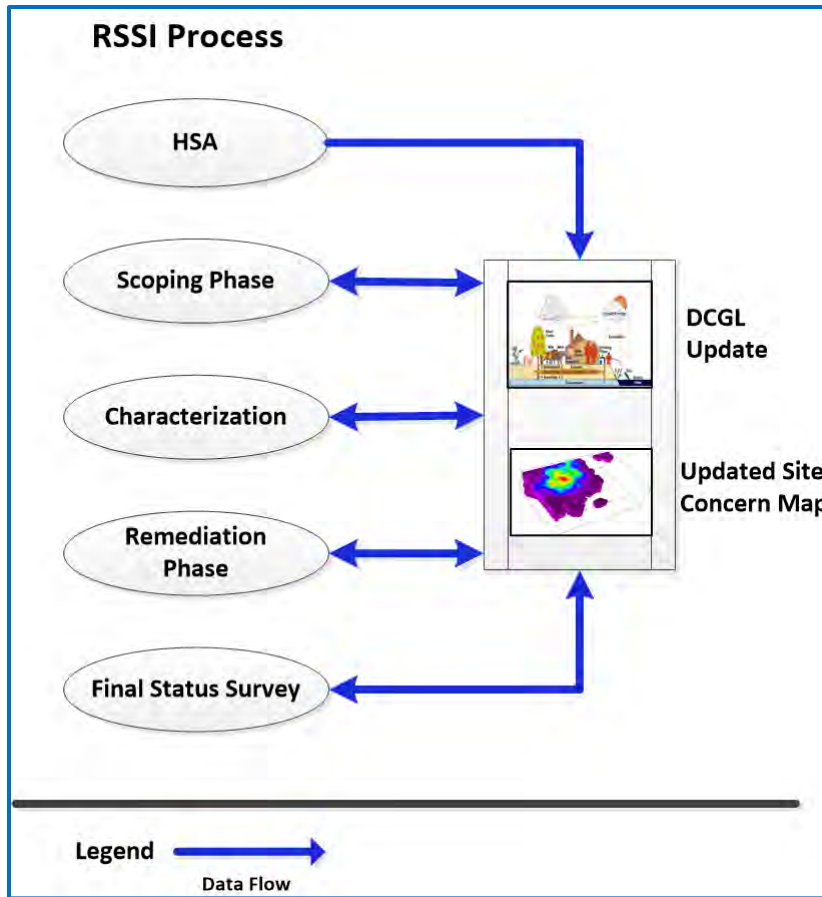 RSSI Process
HSA
Scoping Phase
DCGL
Update
Characterization
Updated Site
Concern Map
Remediation
Phase
Final Status Survey
Legend
Data Flow